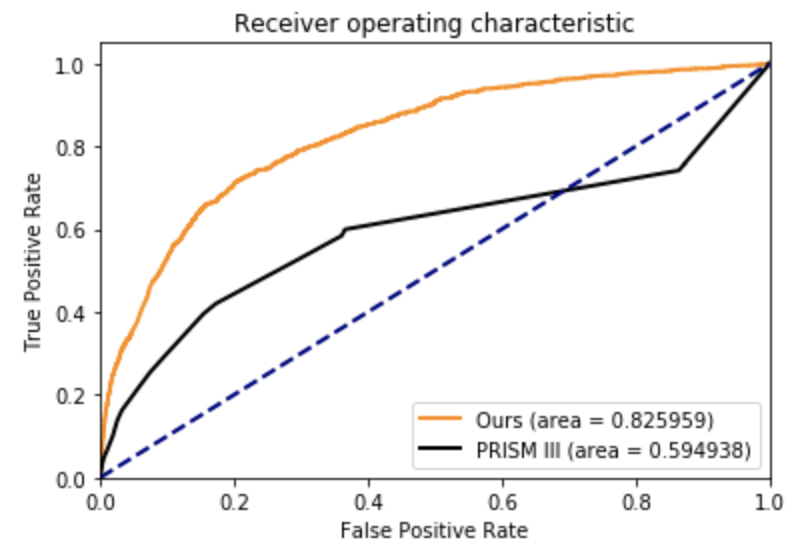 Receiver operating characteristic
1.0
0.8
0.6
0.4
0.2
0.0
True Positive Rate
Ours (area = 0.825959)
PRISM III (area = 0.594938)
0.0 0.2 0.4 0.6 0.8 1.0
False Positive Rate